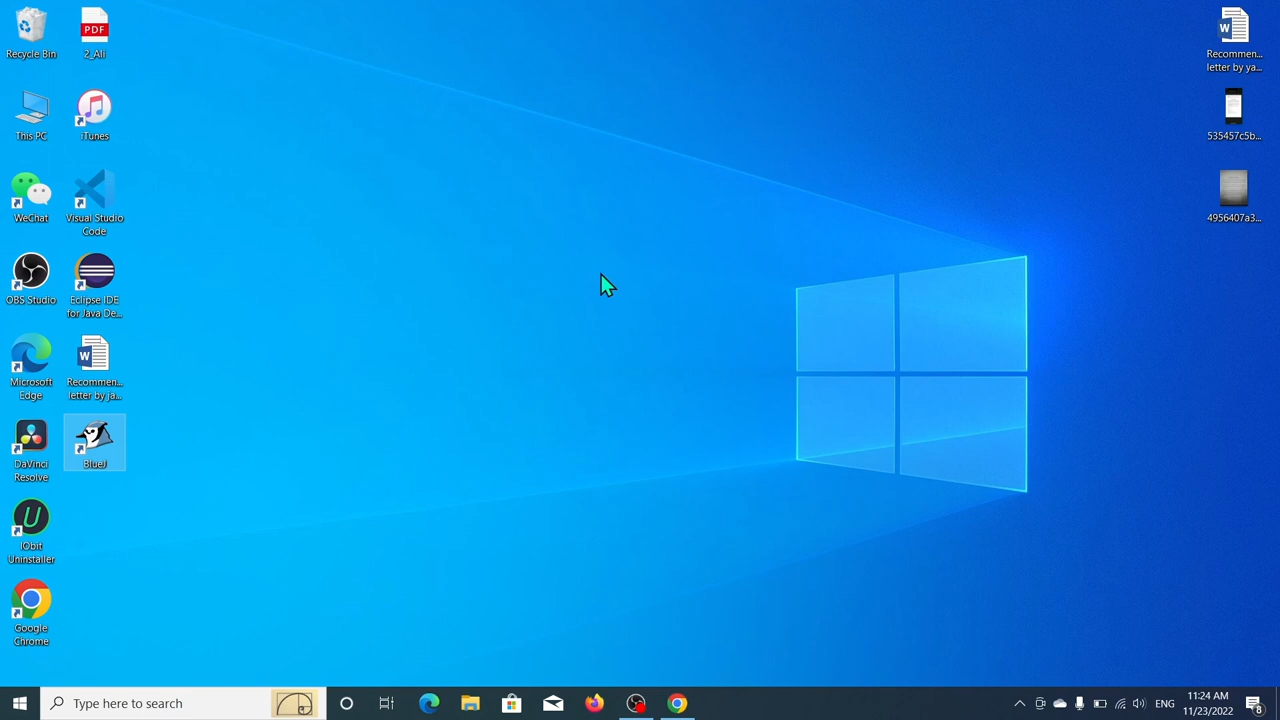 Recycle Bin
PDF
2_Ali
This PC
iTunes
WeChat
Visual Studio
Code
OBS Studio
Eclipse IDE
for Java De...
Microsoft
Edge
Recommen...
letter by ja...
DaVinci
Resolve
BlueJ
IObit
Uninstaller
Google
Chrome
Recommen...
letter by ya...
535457c5b...
4956407a3...
Type here to search
ENG
11:24 AM
11/23/2022
8